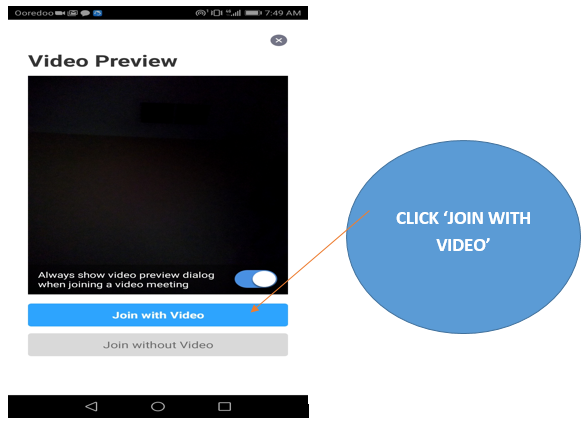 Ooredoo 7:49 AM
Video Preview
Always show video preview dialog
when joining a video meeting
Join with Video
Join without Video
CLICK ‘JOIN WITH
VIDEO’